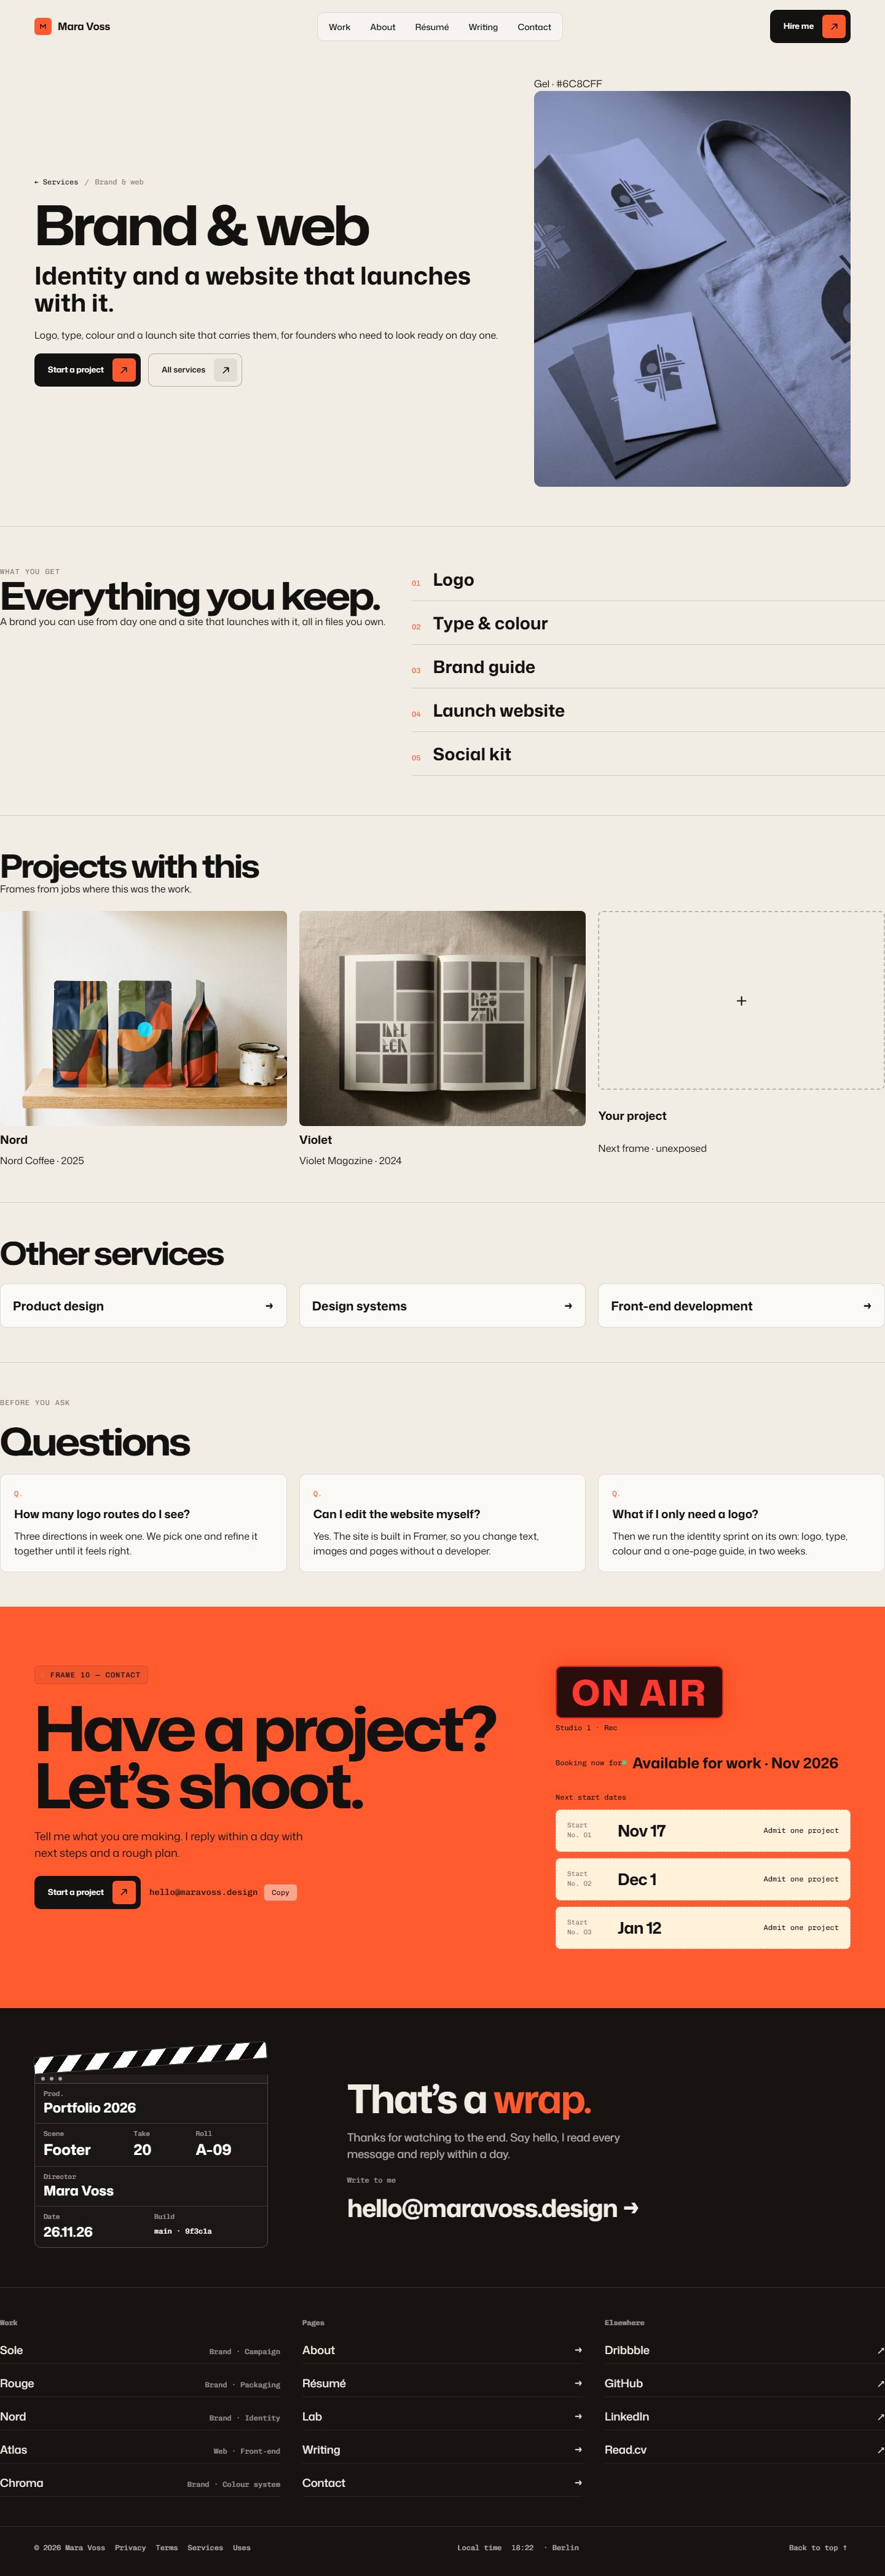 Mara Voss
Work About Résumé Writing Contact
Hire me
Gel · #6C8CFF
← Services / Brand & web
Brand & web
Identity and a website that launches
with it.
Logo, type, colour and a launch site that carries them, for founders who need to look ready on day one.
Start a project
All services
WHAT YOU GET
Everything you keep.
A brand you can use from day one and a site that launches with it, all in files you own.
01 Logo
02 Type & colour
03 Brand guide
04 Launch website
05 Social kit
Projects with this
Frames from jobs where this was the work.
+
Nord
Nord Coffee · 2025
Violet
Violet Magazine · 2024
Your project
Next frame · unexposed
Other services
Product design →
Design systems →
Front-end development →
BEFORE YOU ASK
Questions
Q.
How many logo routes do I see?
Three directions in week one. We pick one and refine it
together until it feels right.
Q.
Can I edit the website myself?
Yes. The site is built in Framer, so you change text,
images and pages without a developer.
Q.
What if I only need a logo?
Then we run the identity sprint on its own: logo, type,
colour and a one-page guide, in two weeks.
FRAME 10 — CONTACT
Have a project?
Let’s shoot.
Tell me what you are making. I reply within a day with
next steps and a rough plan.
Start a project
hello@maravoss.design Copy
ON AIR
Studio 1 · Rec
Booking now for Available for work · Nov 2026
Next start dates
Start
No. 01
Nov 17
Admit one project
Start
No. 02
Dec 1
Admit one project
Start
No. 03
Jan 12
Admit one project
Prod.
Portfolio 2026
Scene Take Roll
Footer 20 A-09
Director
Mara Voss
Date Build
26.11.26 main · 9f3c1a
That’s a wrap.
Thanks for watching to the end. Say hello, I read every
message and reply within a day.
Write to me
hello@maravoss.design →
Work
Sole Brand · Campaign
Rouge Brand · Packaging
Nord Brand · Identity
Atlas Web · Front-end
Chroma Brand · Colour system
Pages
About →
Résumé →
Lab →
Writing →
Contact →
Elsewhere
Dribbble ↗
GitHub ↗
LinkedIn ↗
Read.cv ↗
© 2026 Mara Voss Privacy Terms Services Uses
Local time 18:22 · Berlin
Back to top ↑